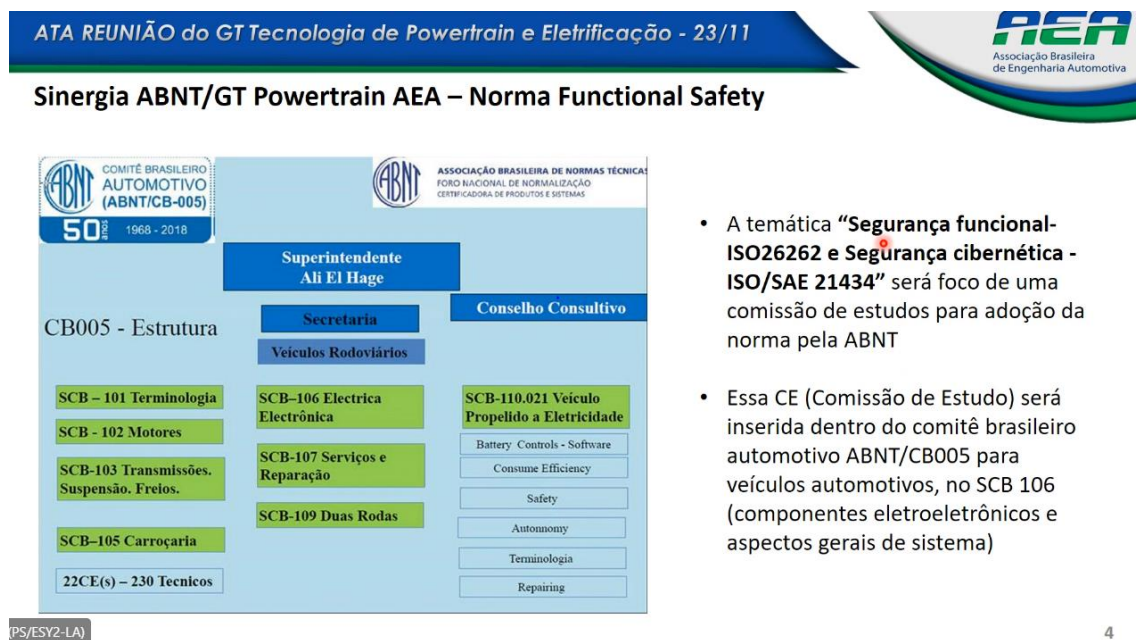 ATA REUNIÃO do GT Tecnologia de Powertrain e Eletrificação - 23/11
AEA
Associação Brasileira
de Engenharia Automotiva
Sinergia ABNT/GT Powertrain AEA – Norma Functional Safety
ABNT
COMITÊ BRASILEIRO
AUTOMOTIVO
(ABNT/CB-005)
50 anos 1968 - 2018
ABNT
ASSOCIAÇÃO BRASILEIRA DE NORMAS TÉCNICAS
FORO NACIONAL DE NORMALIZAÇÃO
CERTIFICADORA DE PRODUTOS E SISTEMAS
Superintendente
Ali El Hage
Conselho Consultivo
CB005 - Estrutura
Secretaria
Veículos Rodoviários
SCB – 101 Terminologia
SCB - 102 Motores
SCB-103 Transmissões.
Suspensão. Freios.
SCB–105 Carroçaria
22CE(s) – 230 Tecnicos
SCB–106 Electrica
Electrônica
SCB-107 Serviços e
Reparação
SCB-109 Duas Rodas
SCB-110.021 Veículo
Propelido a Eletricidade
Battery Controls - Software
Consume Efficiency
Safety
Autonnomy
Terminologia
Repairing
• A temática “Segurança funcional-
ISO26262 e Segurança cibernética -
ISO/SAE 21434” será foco de uma
comissão de estudos para adoção da
norma pela ABNT
• Essa CE (Comissão de Estudo) será
inserida dentro do comitê brasileiro
automotivo ABNT/CB005 para
veículos automotivos, no SCB 106
(componentes eletroeletrônicos e
aspectos gerais de sistema)
(PS/ESY2-LA)
4